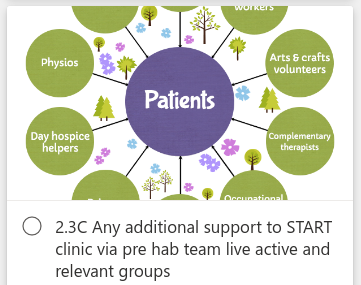 workers
Physios
Arts & crafts
volunteers
Patients
Day hospice
helpers
Complementary
therapists
Occupational
2.3C Any additional support to START
clinic via pre hab team live active and
relevant groups